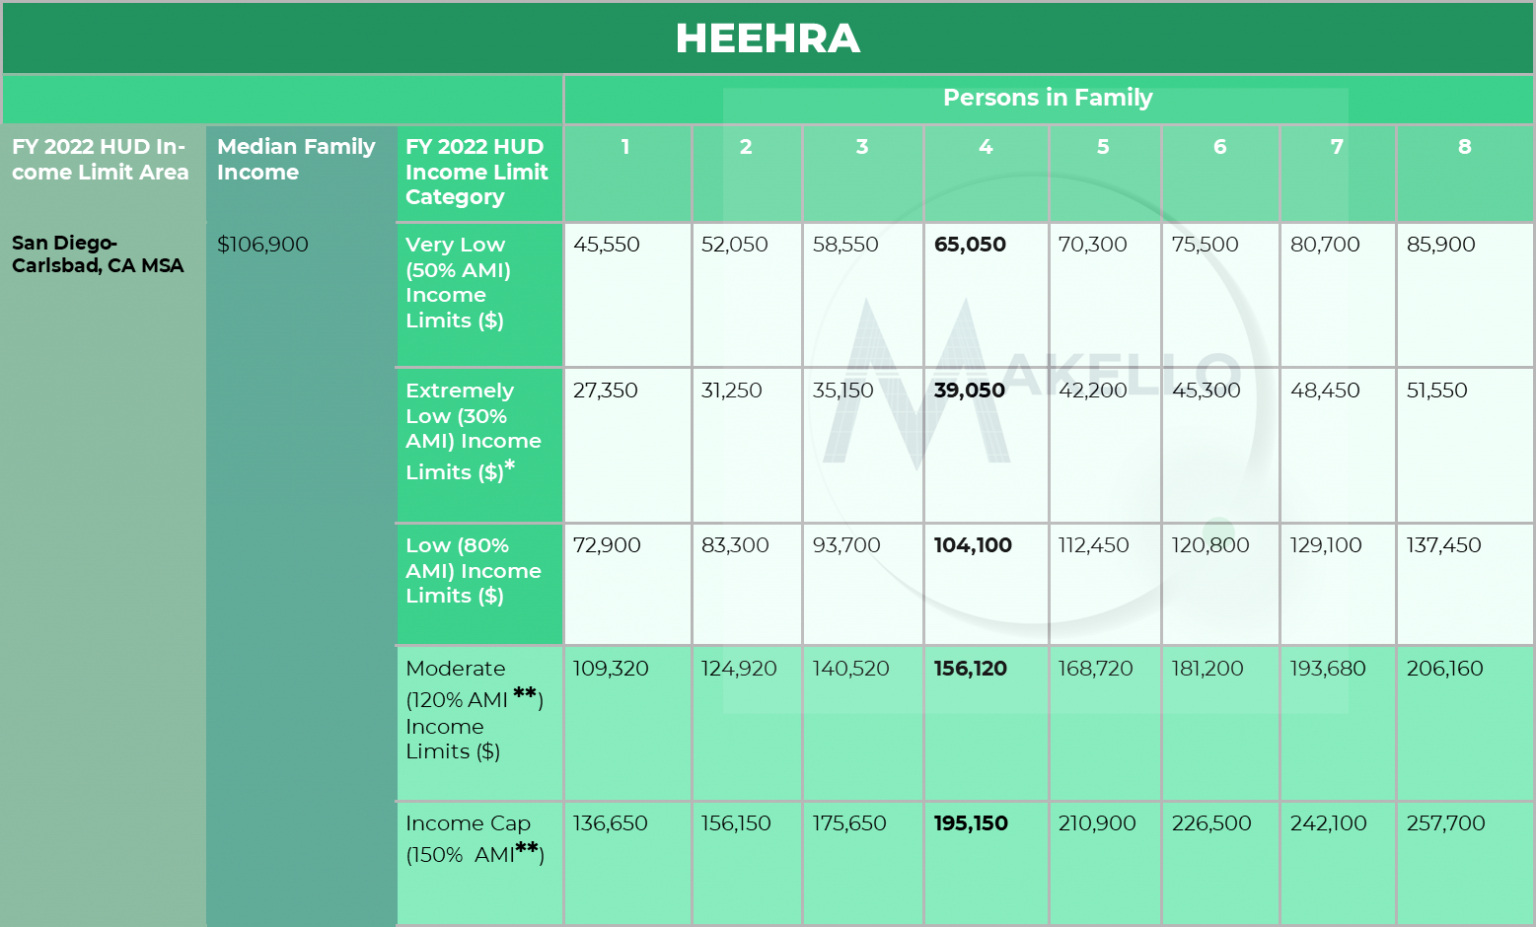 HEEHRA
Persons in Family
FY 2022 HUD In-
come Limit Area
Median Family
Income
FY 2022 HUD
Income Limit
Category
1 2 3 4 5 6 7 8
San Diego-
Carlsbad, CA MSA
$106,900
Very Low
(50% AMI)
Income
Limits ($)
45,550 52,050 58,550 65,050 70,300 75,500 80,700 85,900
Extremely
Low (30%
AMI) Income
Limits ($)*
27,350 31,250 35,150 39,050 42,200 45,300 48,450 51,550
MAKELLO
Low (80%
AMI) Income
Limits ($)
72,900 83,300 93,700 104,100 112,450 120,800 129,100 137,450
Moderate
(120% AMI **)
Income
Limits ($)
109,320 124,920 140,520 156,120 168,720 181,200 193,680 206,160
Income Cap
(150% AMI**)
136,650 156,150 175,650 195,150 210,900 226,500 242,100 257,700